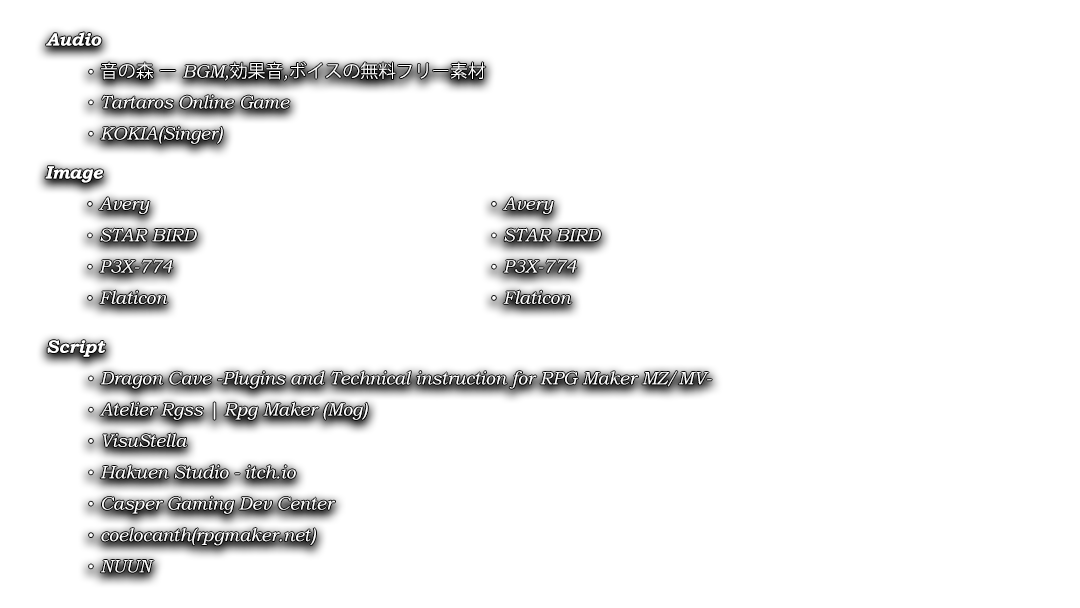 Audio
• 音の森 — BGM,効果音,ボイスの無料フリー素材
• Tartaros Online Game
• KOKIA(Singer)
Image
• Avery • Avery
• STAR BIRD • STAR BIRD
• P3X-774 • P3X-774
• Flaticon • Flaticon
Script
• Dragon Cave -Plugins and Technical instruction for RPG Maker MZ/MV-
• Atelier Rgss | Rpg Maker (Mog)
• VisuStella
• Hakuen Studio - itch.io
• Casper Gaming Dev Center
• coelocanth(rpgmaker.net)
• NUUN